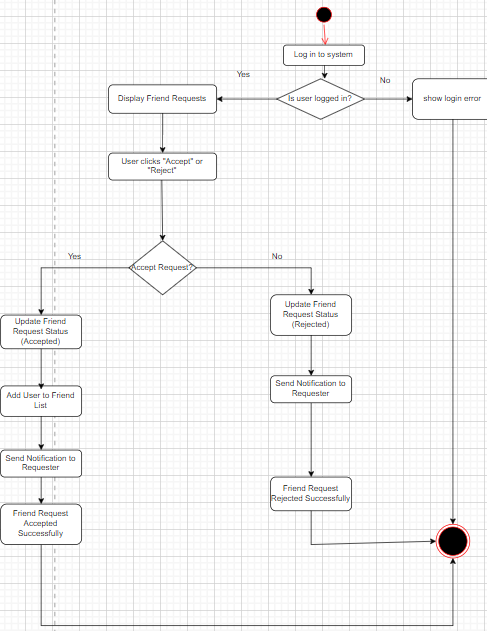 Log in to system
Yes
No
Is user logged in?
Display Friend Requests
show login error
User clicks "Accept" or
"Reject"
Yes
No
Accept Request?
Update Friend
Request Status
(Accepted)
Update Friend
Request Status
(Rejected)
Add User to Friend
List
Send Notification to
Requester
Send Notification to
Requester
Friend Request
Accepted
Successfully
Friend Request
Rejected Successfully